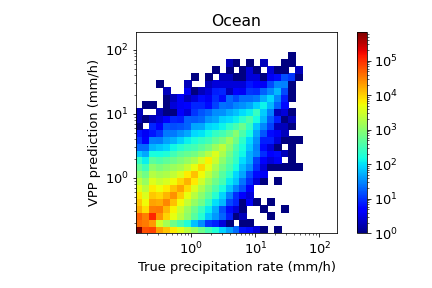 Ocean
VPP prediction (mm/h)
10²
10¹
10⁰
10⁰ 10¹ 10² 
True precipitation rate (mm/h)
10⁵
10⁴
10³
10²
10¹
10⁰